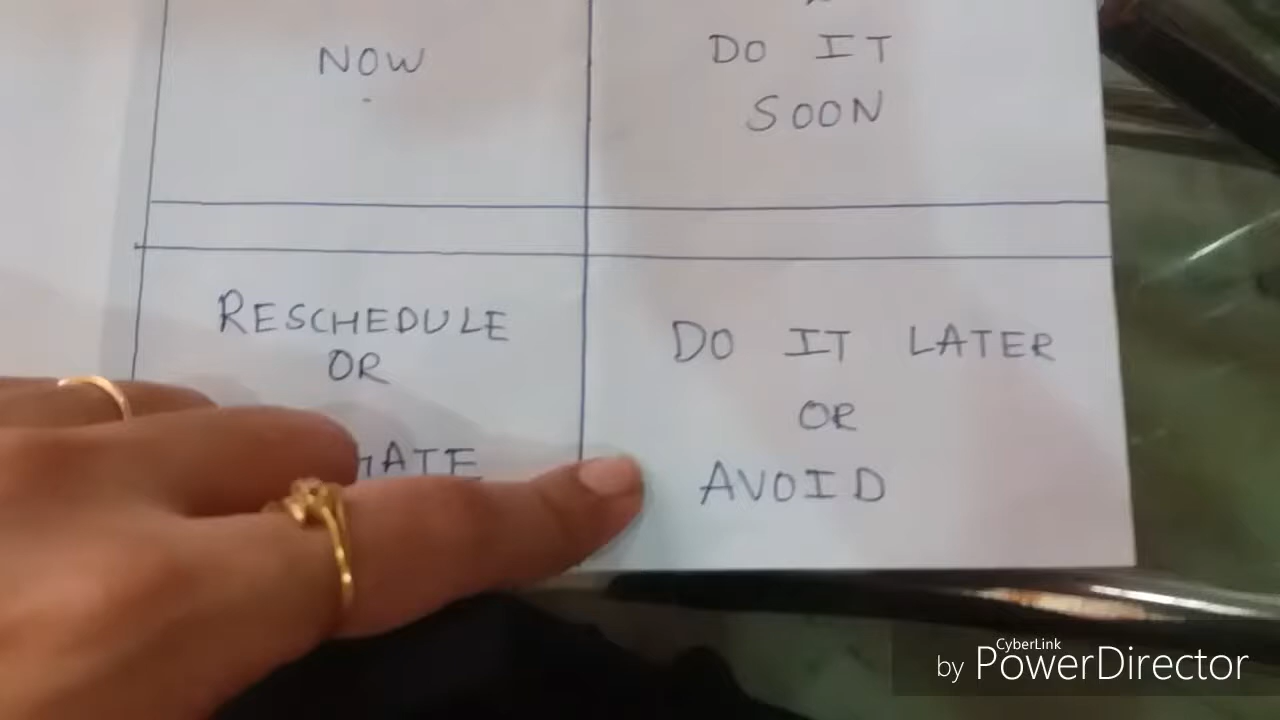 NOW
DO IT
SOON
RESCHEDULE
OR
DO IT LATER
OR
AVOID
CyberLink
by PowerDirector